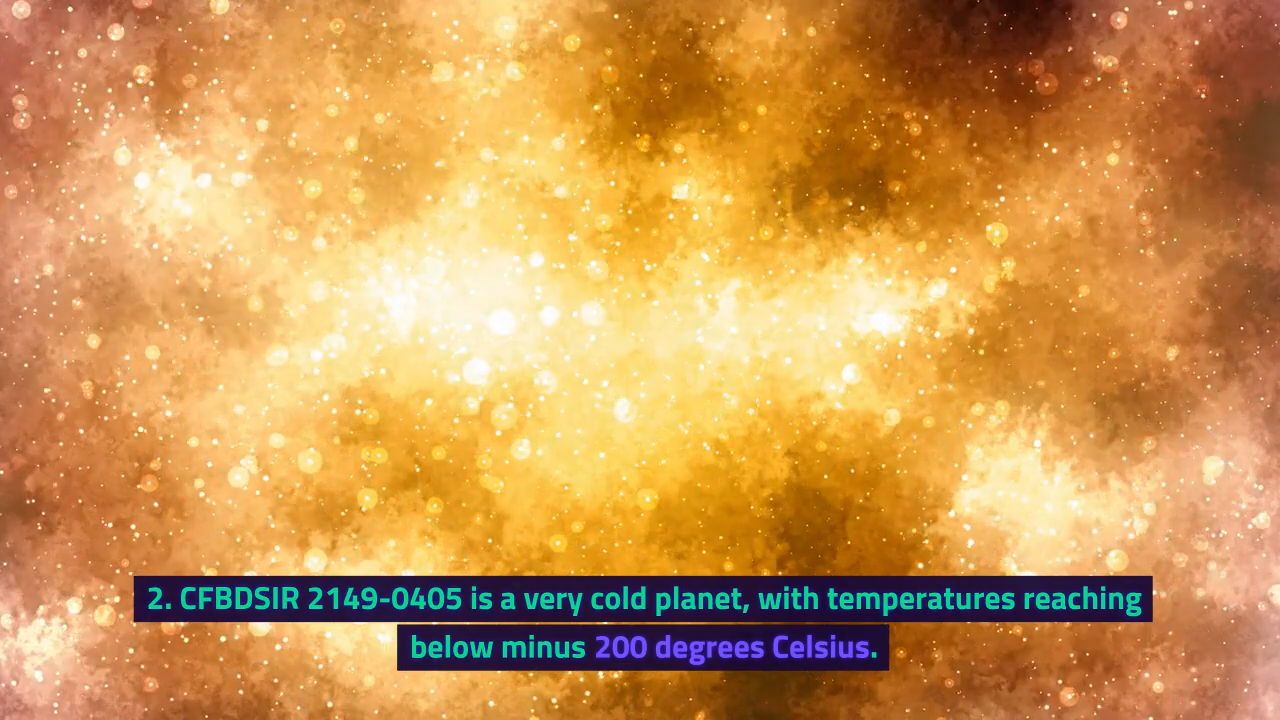 2. CFBDSIR 2149-0405 is a very cold planet, with temperatures reaching
below minus 200 degrees Celsius.